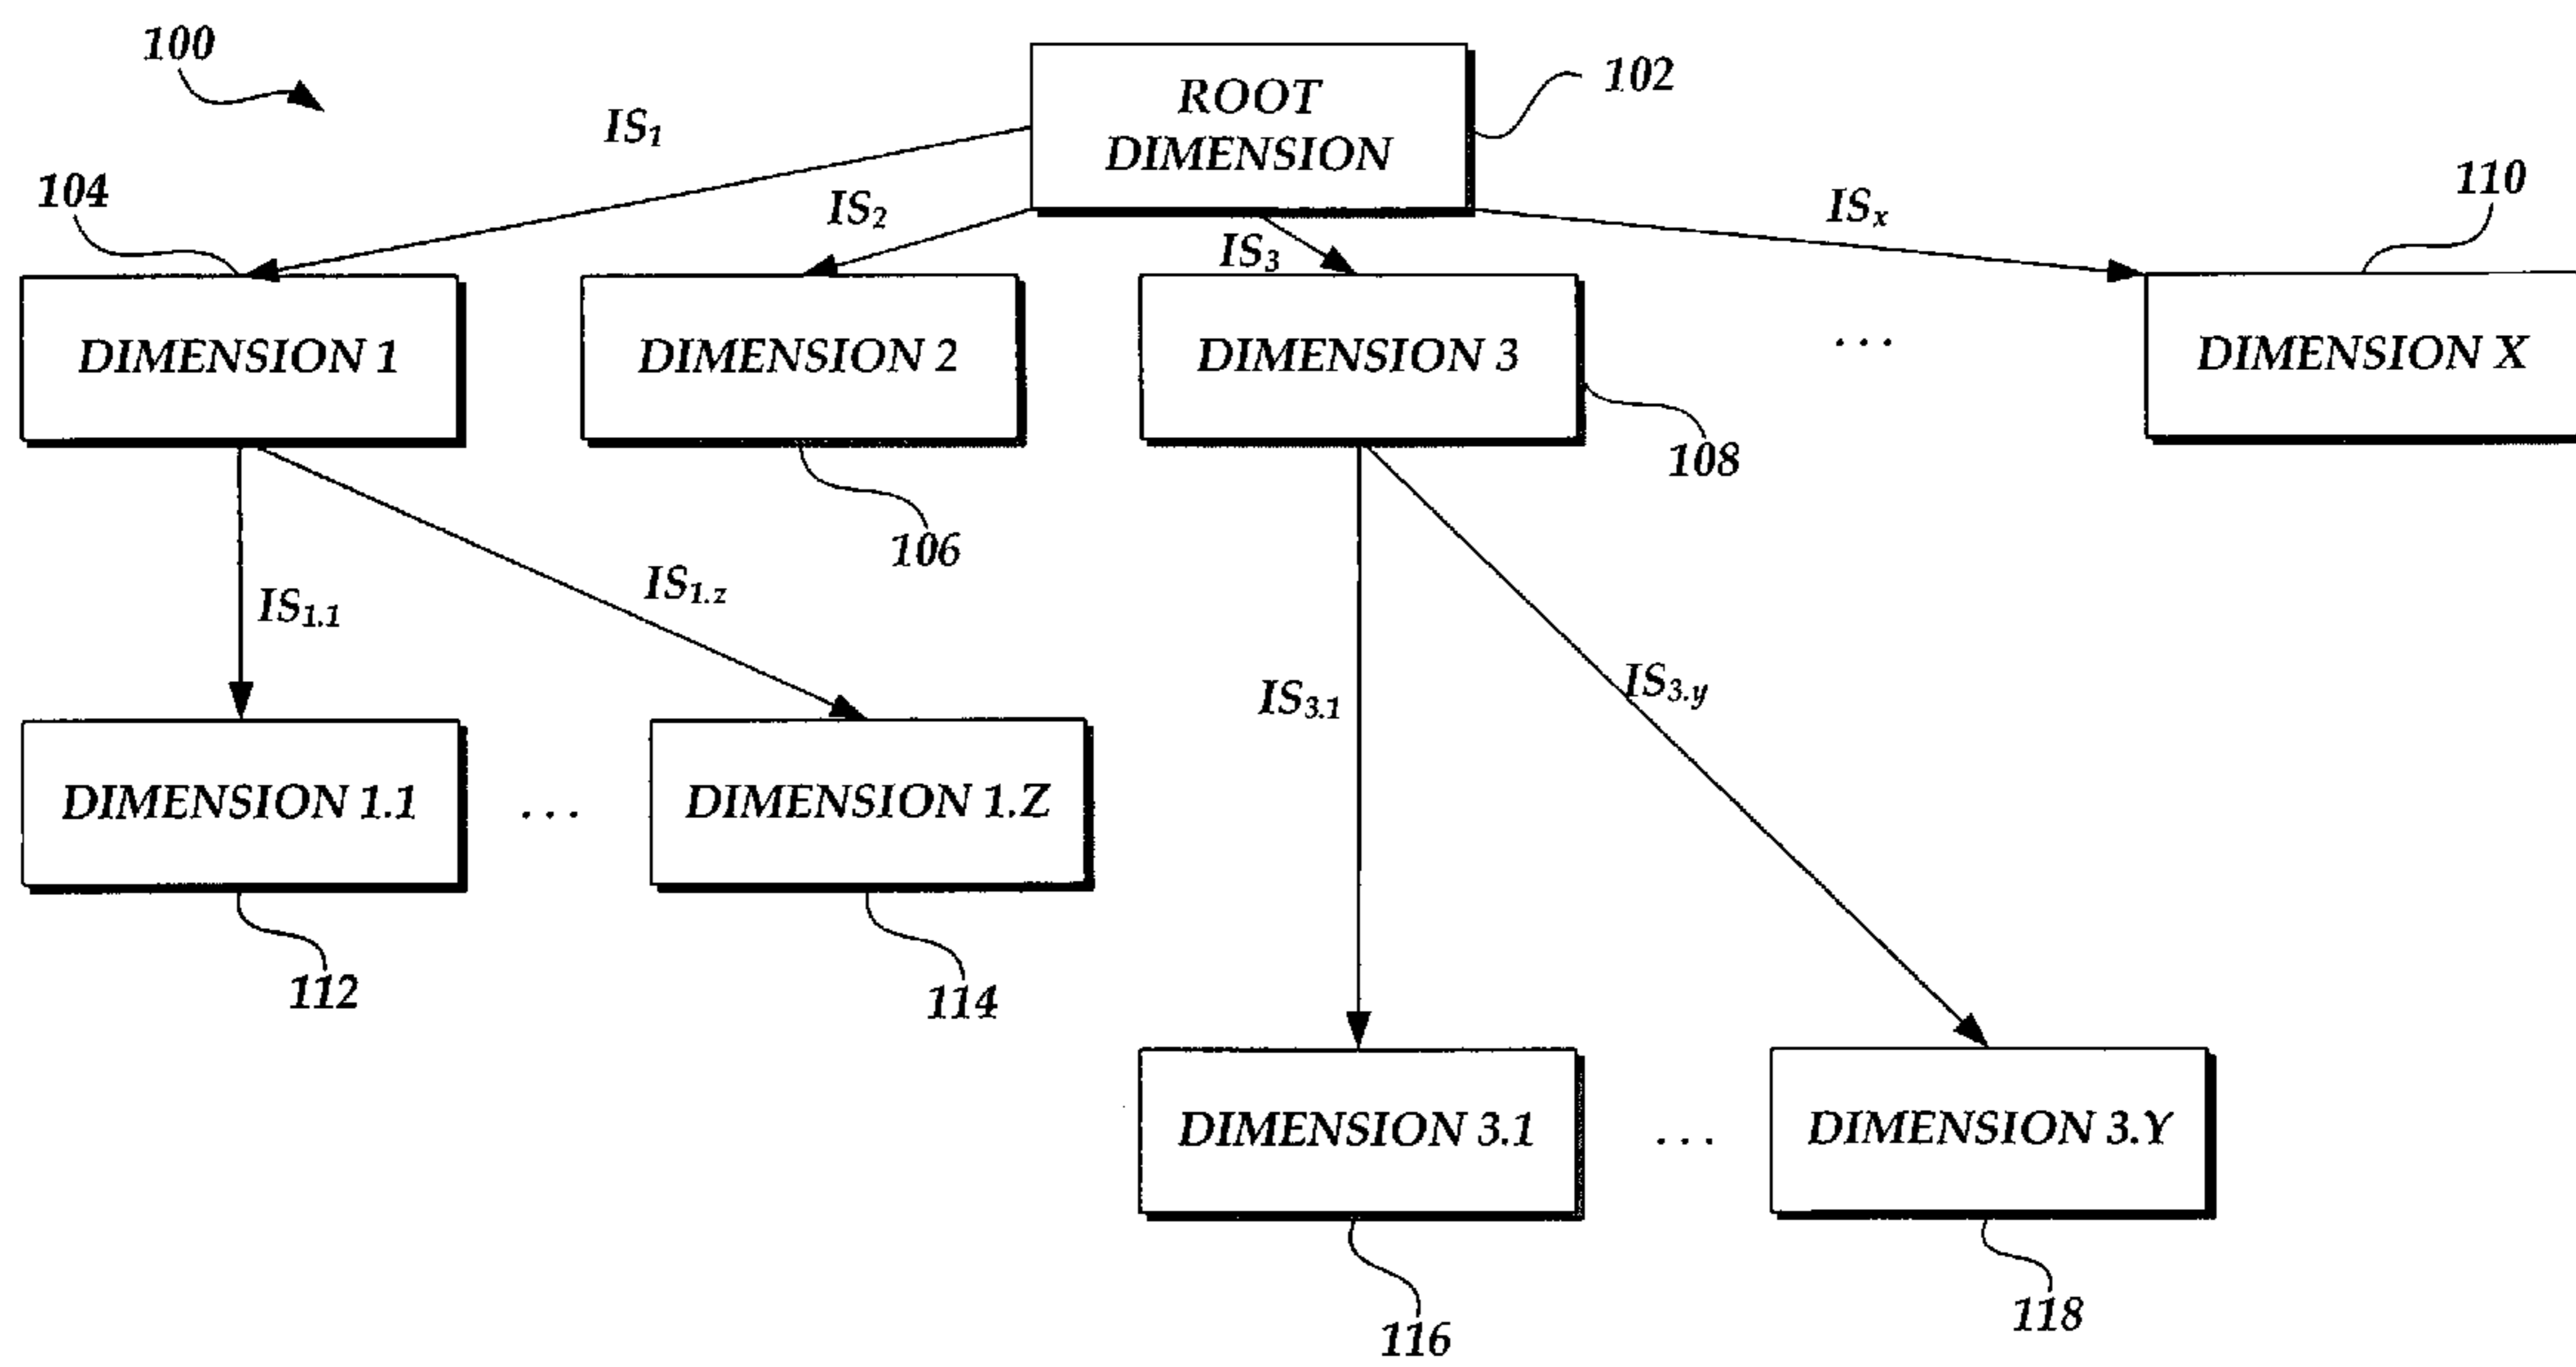 100
ROOT
DIMENSION
102
IS1
104
IS2
IS3
ISx
110
DIMENSION 1
DIMENSION 2
DIMENSION 3
...
DIMENSION X
108
106
IS1.1
IS1.z
IS3.1
IS3.y
DIMENSION 1.1
...
DIMENSION 1.Z
112
114
DIMENSION 3.1
...
DIMENSION 3.Y
116
118